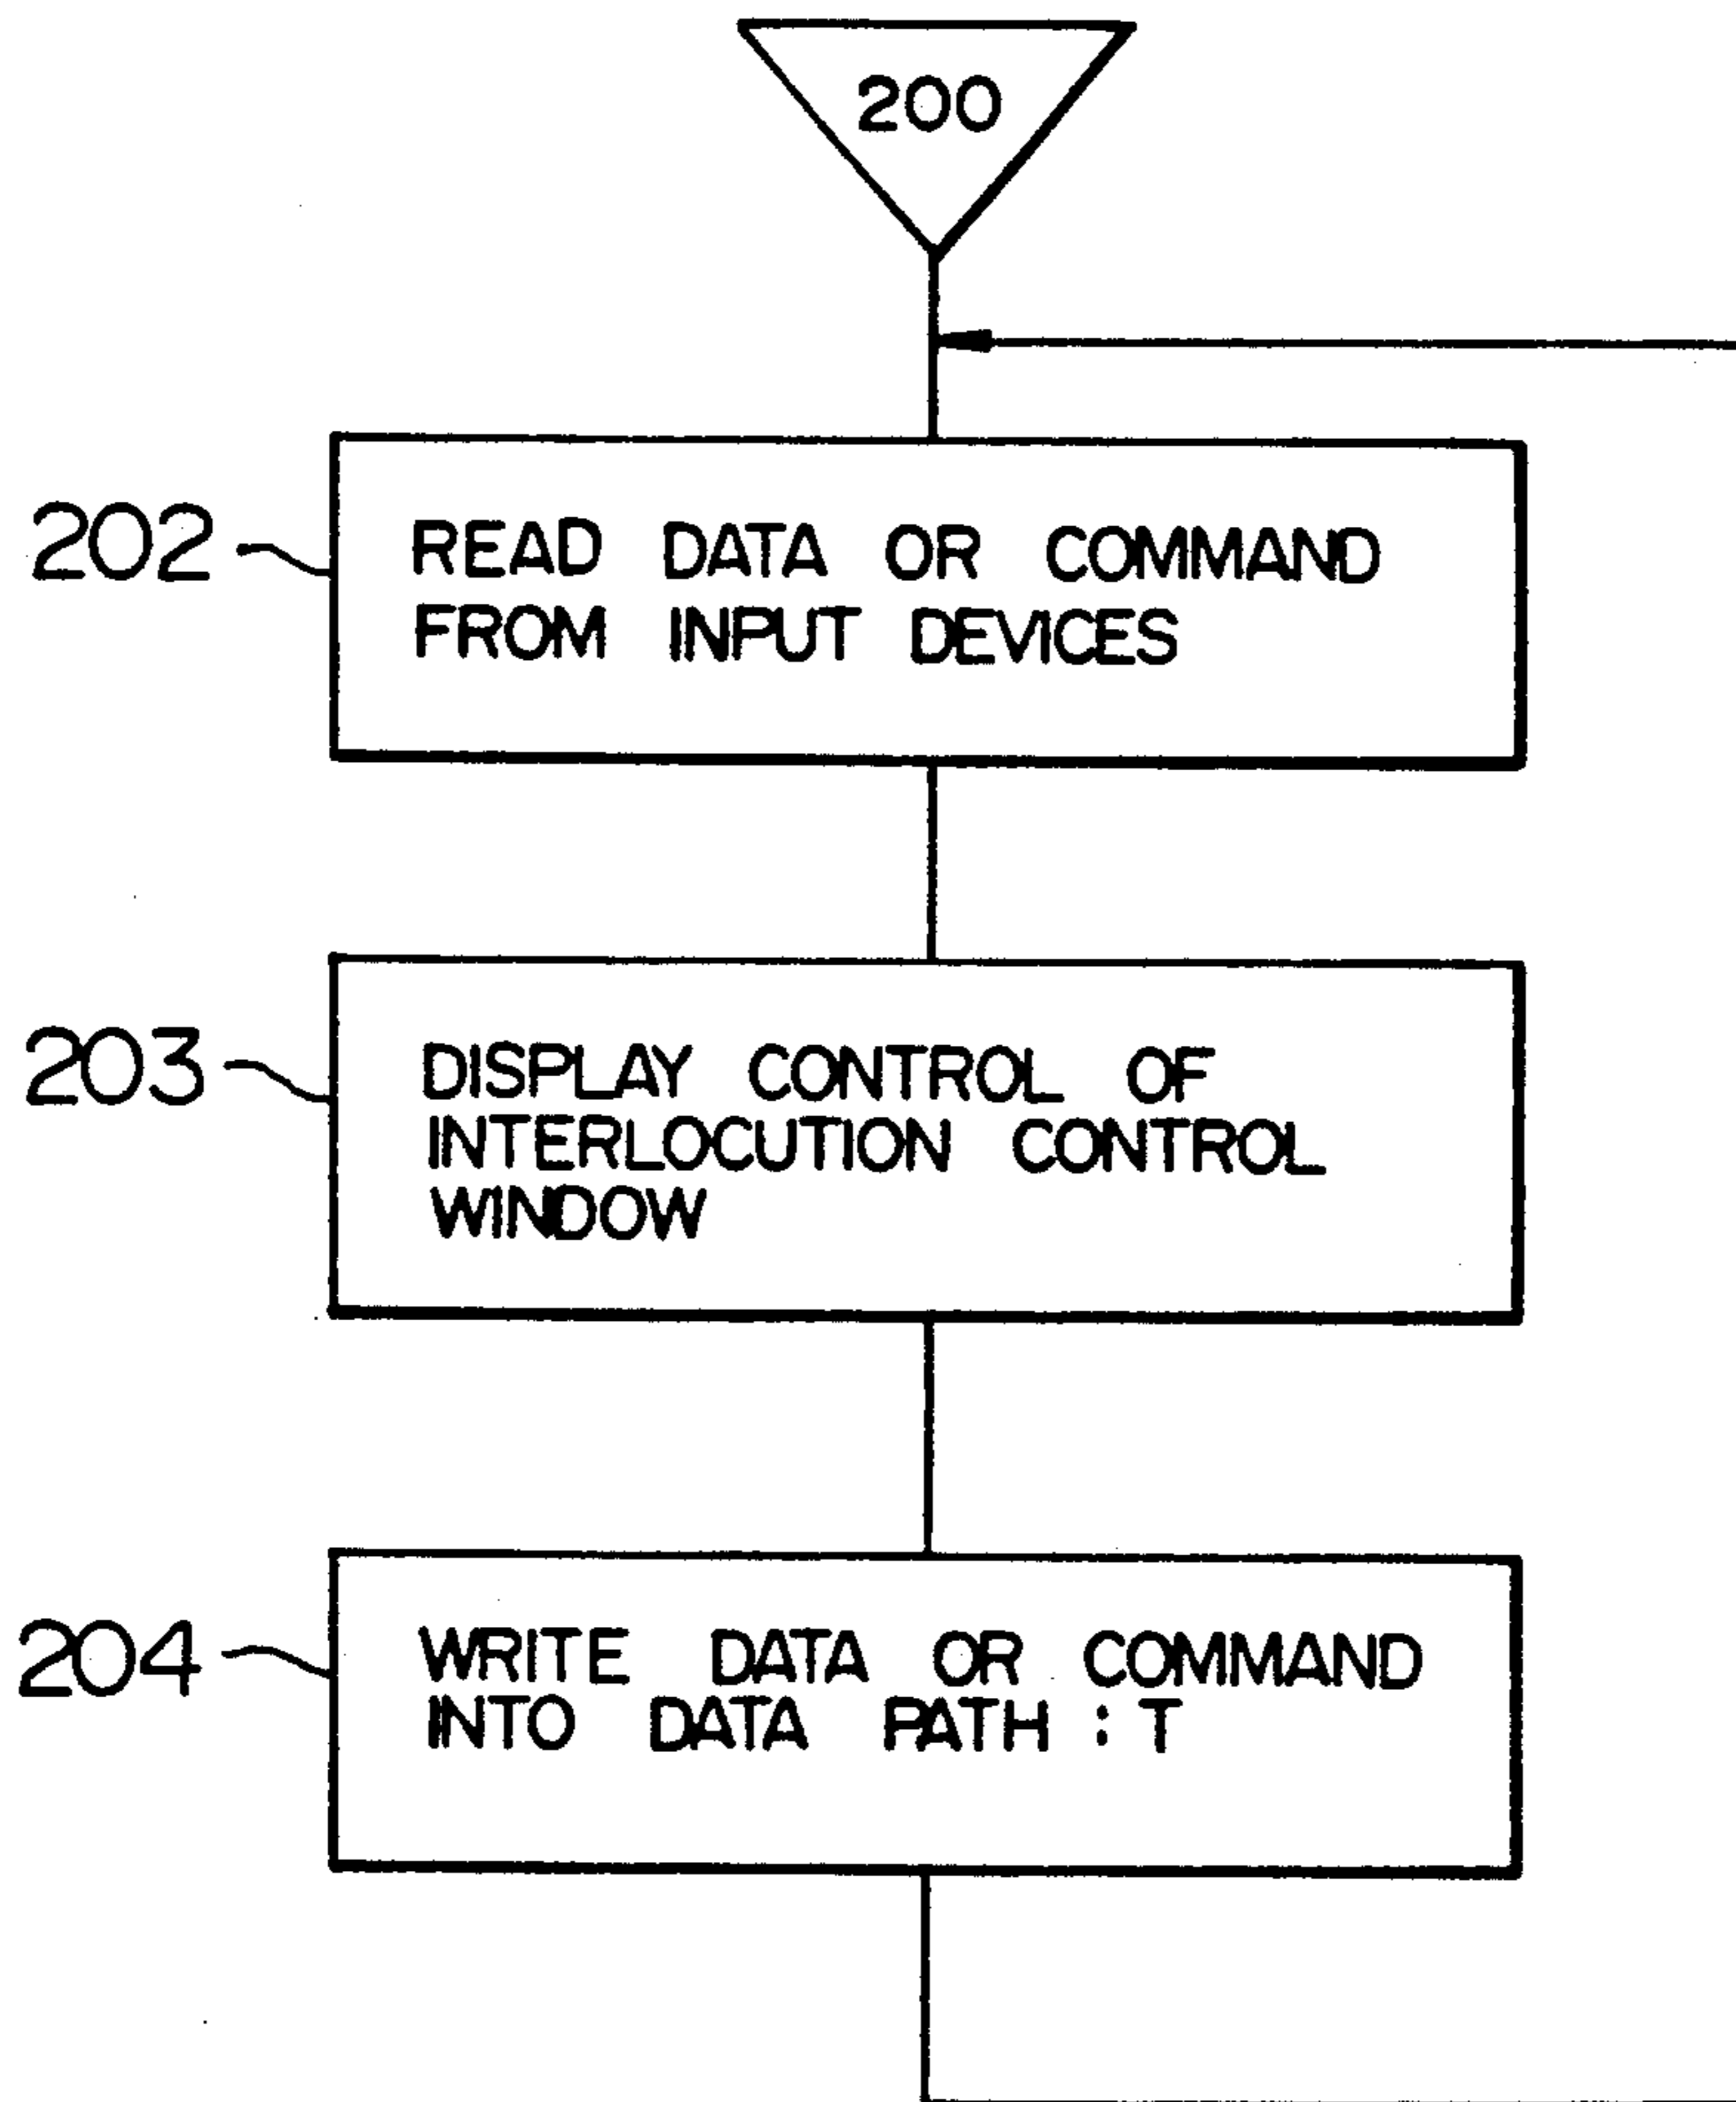 200
202
READ DATA OR COMMAND
FROM INPUT DEVICES
203
DISPLAY CONTROL OF
INTERLOCUTION CONTROL
WINDOW
204
WRITE DATA OR COMMAND
INTO DATA PATH : T